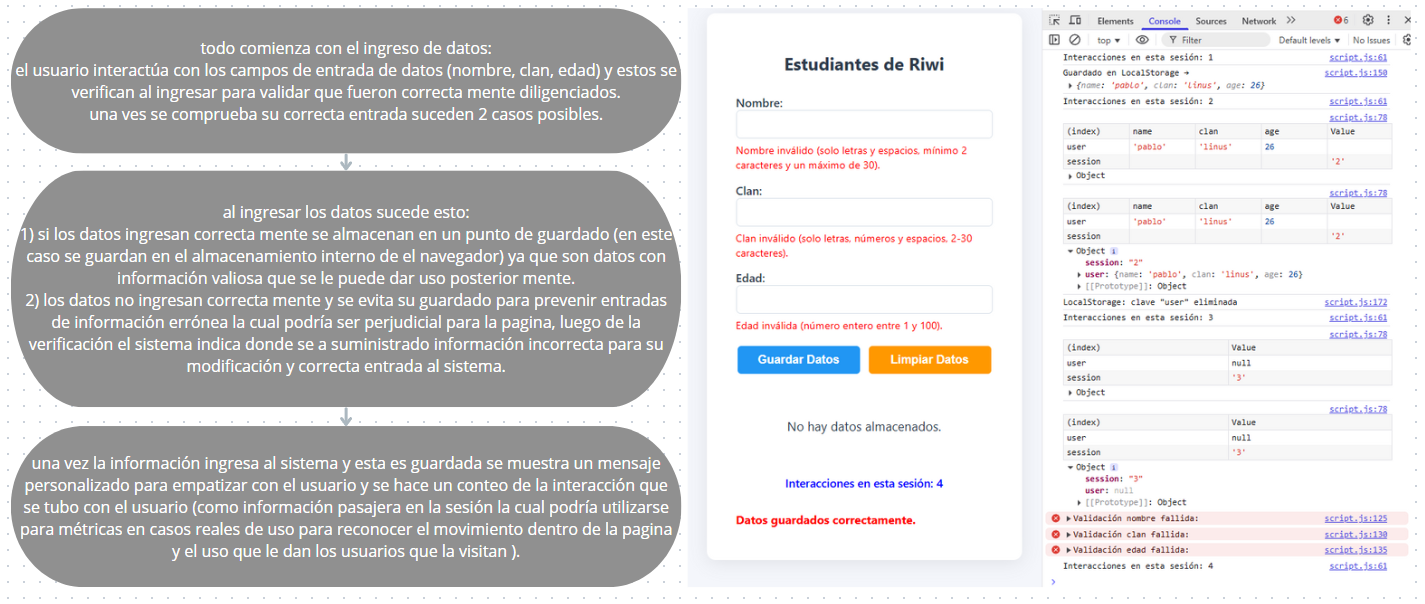 todo comienza con el ingreso de datos:
el usuario interactúa con los campos de entrada de datos (nombre, clan, edad) y estos se
verifican al ingresar para validar que fueron correcta mente diligenciados.
una ves se comprueba su correcta entrada suceden 2 casos posibles.
al ingresar los datos sucede esto:
1) si los datos ingresan correcta mente se almacenan en un punto de guardado (en este
caso se guardan en el almacenamiento interno de el navegador) ya que son datos con
información valiosa que se le puede dar uso posterior mente.
2) los datos no ingresan correcta mente y se evita su guardado para prevenir entradas
de información errónea la cual podría ser perjudicial para la pagina, luego de la
verificación el sistema indica donde se a suministrado información incorrecta para su
modificación y correcta entrada al sistema.
una vez la información ingresa al sistema y esta es guardada se muestra un mensaje
personalizado para empatizar con el usuario y se hace un conteo de la interacción que
se tubo con el usuario (como información pasajera en la sesión la cual podría utilizarse
para métricas en casos reales de uso para reconocer el movimiento dentro de la pagina
y el uso que le dan los usuarios que la visitan ).
Estudiantes de Riwi
Nombre:
Nombre inválido (solo letras y espacios, mínimo 2
caracteres y un máximo de 30).
Clan:
Clan inválido (solo letras, números y espacios, 2-30
caracteres).
Edad:
Edad inválida (número entero entre 1 y 100).
Guardar Datos Limpiar Datos
No hay datos almacenados.
Interacciones en esta sesión: 4
Datos guardados correctamente.
Elements Console Sources Network 6
top Filter Default levels No Issues
Interacciones en esta sesión: 1 script.js:61
Guardado en LocalStorage → script.js:150
{name: 'pablo', clan: 'linus', age: 26}
Interacciones en esta sesión: 2 script.js:61
script.js:78
(index) name clan age Value
user 'pablo' 'linus' 26
session '2'
Object
script.js:78
(index) name clan age Value
user 'pablo' 'linus' 26
session '2'
Object
session: "2"
user: {name: 'pablo', clan: 'linus', age: 26}
[[Prototype]]: Object
LocalStorage: clave "user" eliminada script.js:172
Interacciones en esta sesión: 3 script.js:61
script.js:78
(index) Value
user null
session '3'
Object
script.js:78
(index) Value
user null
session '3'
Object
session: "3"
user: null
[[Prototype]]: Object
Validación nombre fallida: script.js:125
Validación clan fallida: script.js:130
Validación edad fallida: script.js:135
Interacciones en esta sesión: 4 script.js:61